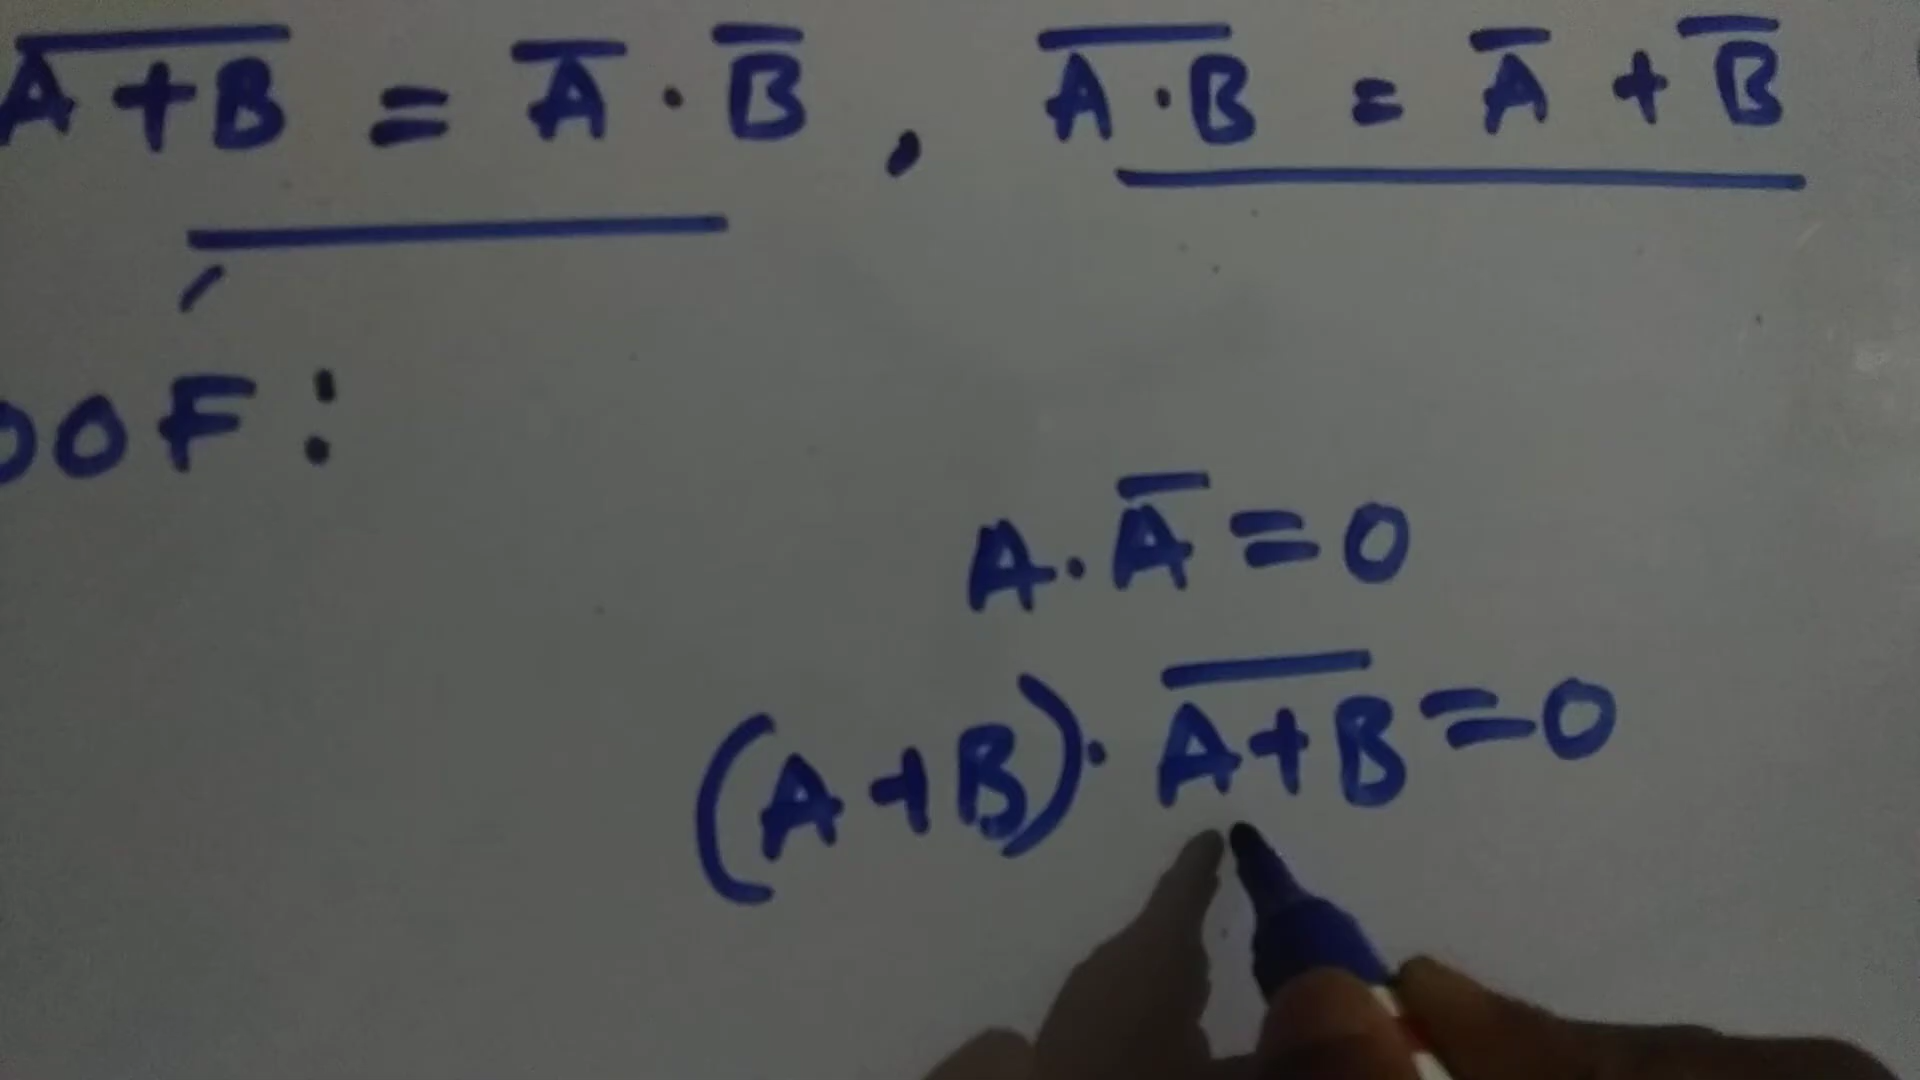 A̅+̅B̅ = A̅ · B̅ , A̅·̅B̅ = A̅ + B̅
OOF :
A · A̅ = 0
(A+B) · A̅+̅B̅ = 0